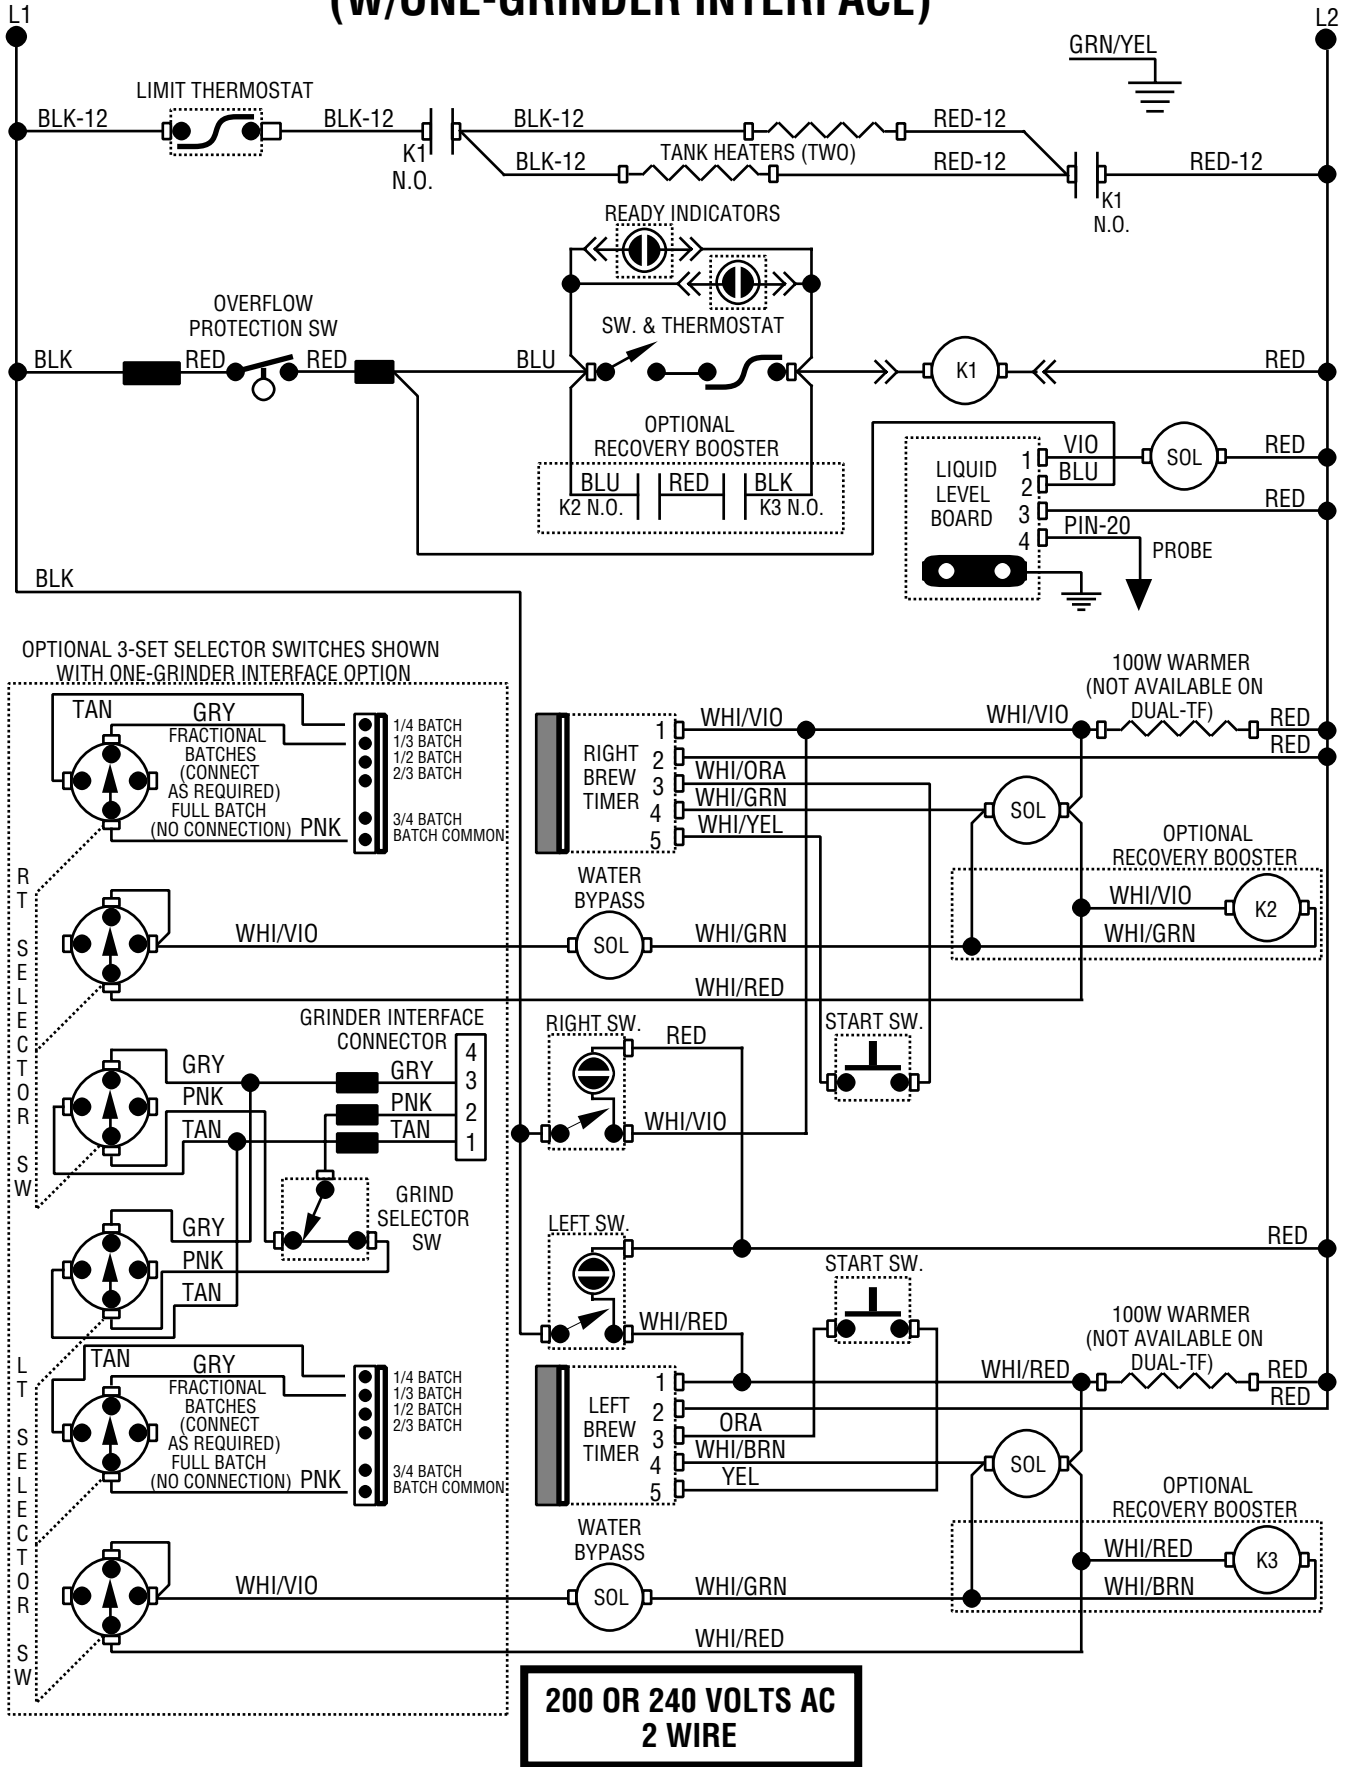 (W/ONE-GRINDER INTERFACE)
L1
L2
GRN/YEL
LIMIT THERMOSTAT
BLK-12
BLK-12
BLK-12
RED-12
K1
N.O.
BLK-12
TANK HEATERS (TWO)
RED-12
RED-12
K1
N.O.
READY INDICATORS
OVERFLOW
PROTECTION SW
SW. & THERMOSTAT
BLK
RED
RED
BLU
K1
RED
OPTIONAL
RECOVERY BOOSTER
BLU
RED
BLK
K2 N.O.
K3 N.O.
LIQUID
LEVEL
BOARD
1
VIO
SOL
RED
2
BLU
3
RED
4
PIN-20
PROBE
BLK
OPTIONAL 3-SET SELECTOR SWITCHES SHOWN
WITH ONE-GRINDER INTERFACE OPTION
TAN
GRY
FRACTIONAL
BATCHES
(CONNECT
AS REQUIRED)
FULL BATCH
(NO CONNECTION)
PNK
1/4 BATCH
1/3 BATCH
1/2 BATCH
2/3 BATCH
3/4 BATCH
BATCH COMMON
RIGHT
BREW
TIMER
1
WHI/VIO
WHI/VIO
100W WARMER
(NOT AVAILABLE ON
DUAL-TF)
RED
2
RED
3
WHI/ORA
4
WHI/GRN
SOL
5
WHI/YEL
OPTIONAL
RECOVERY BOOSTER
WHI/VIO
K2
WHI/GRN
RT SELECTOR SW
WATER
BYPASS
WHI/VIO
SOL
WHI/GRN
WHI/RED
GRINDER INTERFACE
CONNECTOR
4
GRY
GRY
3
PNK
PNK
2
TAN
TAN
1
RIGHT SW.
RED
WHI/VIO
START SW.
GRIND
SELECTOR
SW
GRY
PNK
TAN
LEFT SW.
RED
WHI/RED
START SW.
LT SELECTOR SW
TAN
GRY
FRACTIONAL
BATCHES
(CONNECT
AS REQUIRED)
FULL BATCH
(NO CONNECTION)
PNK
1/4 BATCH
1/3 BATCH
1/2 BATCH
2/3 BATCH
3/4 BATCH
BATCH COMMON
LEFT
BREW
TIMER
1
WHI/RED
100W WARMER
(NOT AVAILABLE ON
DUAL-TF)
RED
2
RED
3
ORA
4
WHI/BRN
SOL
5
YEL
OPTIONAL
RECOVERY BOOSTER
WHI/RED
K3
WHI/BRN
WATER
BYPASS
WHI/VIO
SOL
WHI/GRN
WHI/RED
200 OR 240 VOLTS AC
2 WIRE